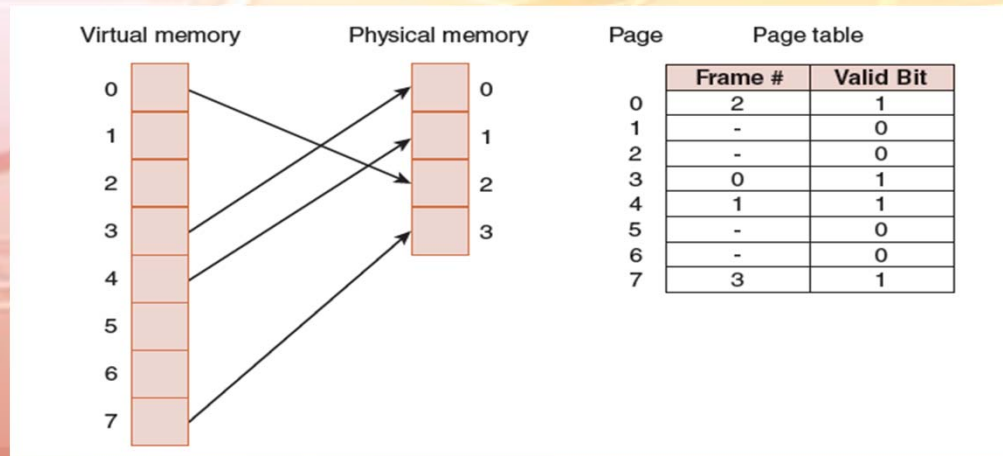 Virtual memory
0
1
2
3
4
5
6
7
Physical memory
0
1
2
3
Page Page table
Frame # Valid Bit
0 2 1
1 - 0
2 - 0
3 0 1
4 1 1
5 - 0
6 - 0
7 3 1